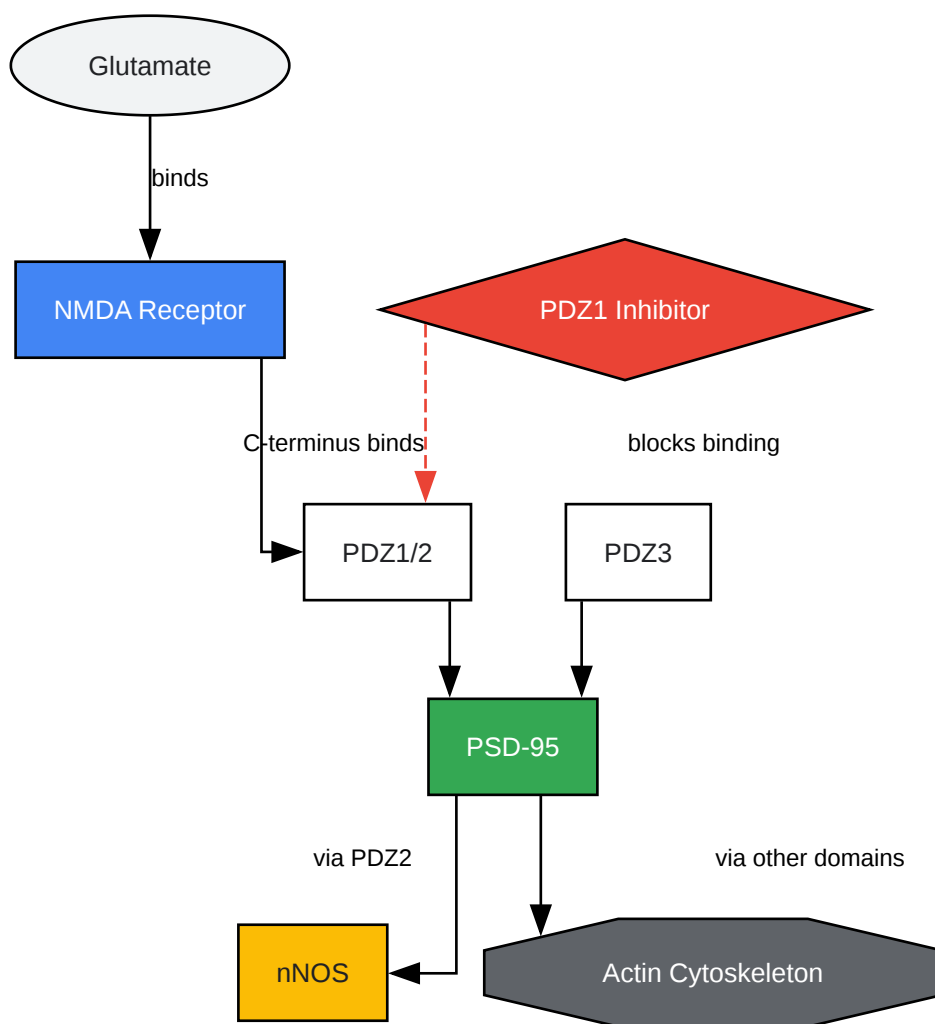 Glutamate
binds
NMDA Receptor
PDZ1 Inhibitor
C-terminus binds
blocks binding
PDZ1/2
PDZ3
PSD-95
via PDZ2
via other domains
nNOS
Actin Cytoskeleton